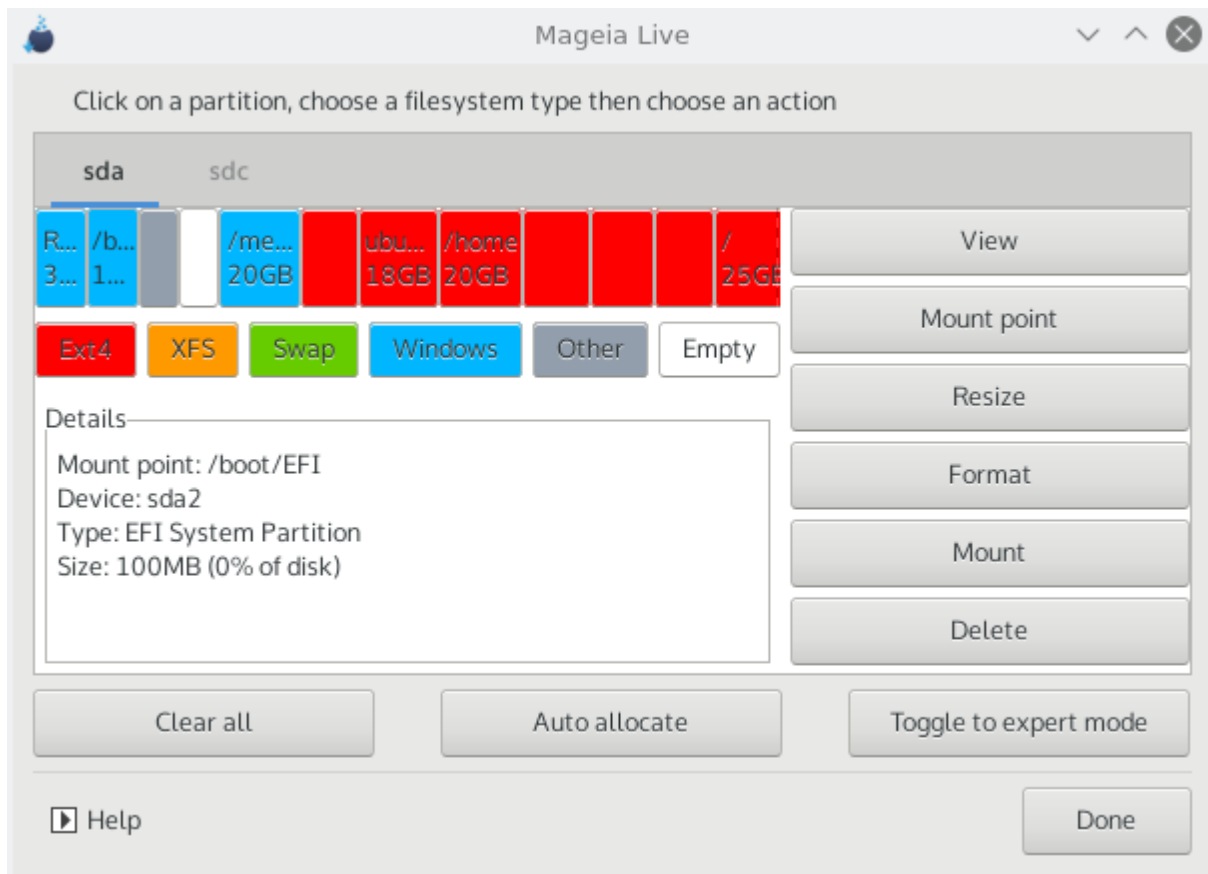 Mageia Live
Click on a partition, choose a filesystem type then choose an action
sda sdc
R... /b... /me... ubu... /home /
3... 1... 20GB 18GB 20GB 25GB
Ext4 XFS Swap Windows Other Empty
Details
Mount point: /boot/EFI
Device: sda2
Type: EFI System Partition
Size: 100MB (0% of disk)
View
Mount point
Resize
Format
Mount
Delete
Clear all Auto allocate Toggle to expert mode
Help Done